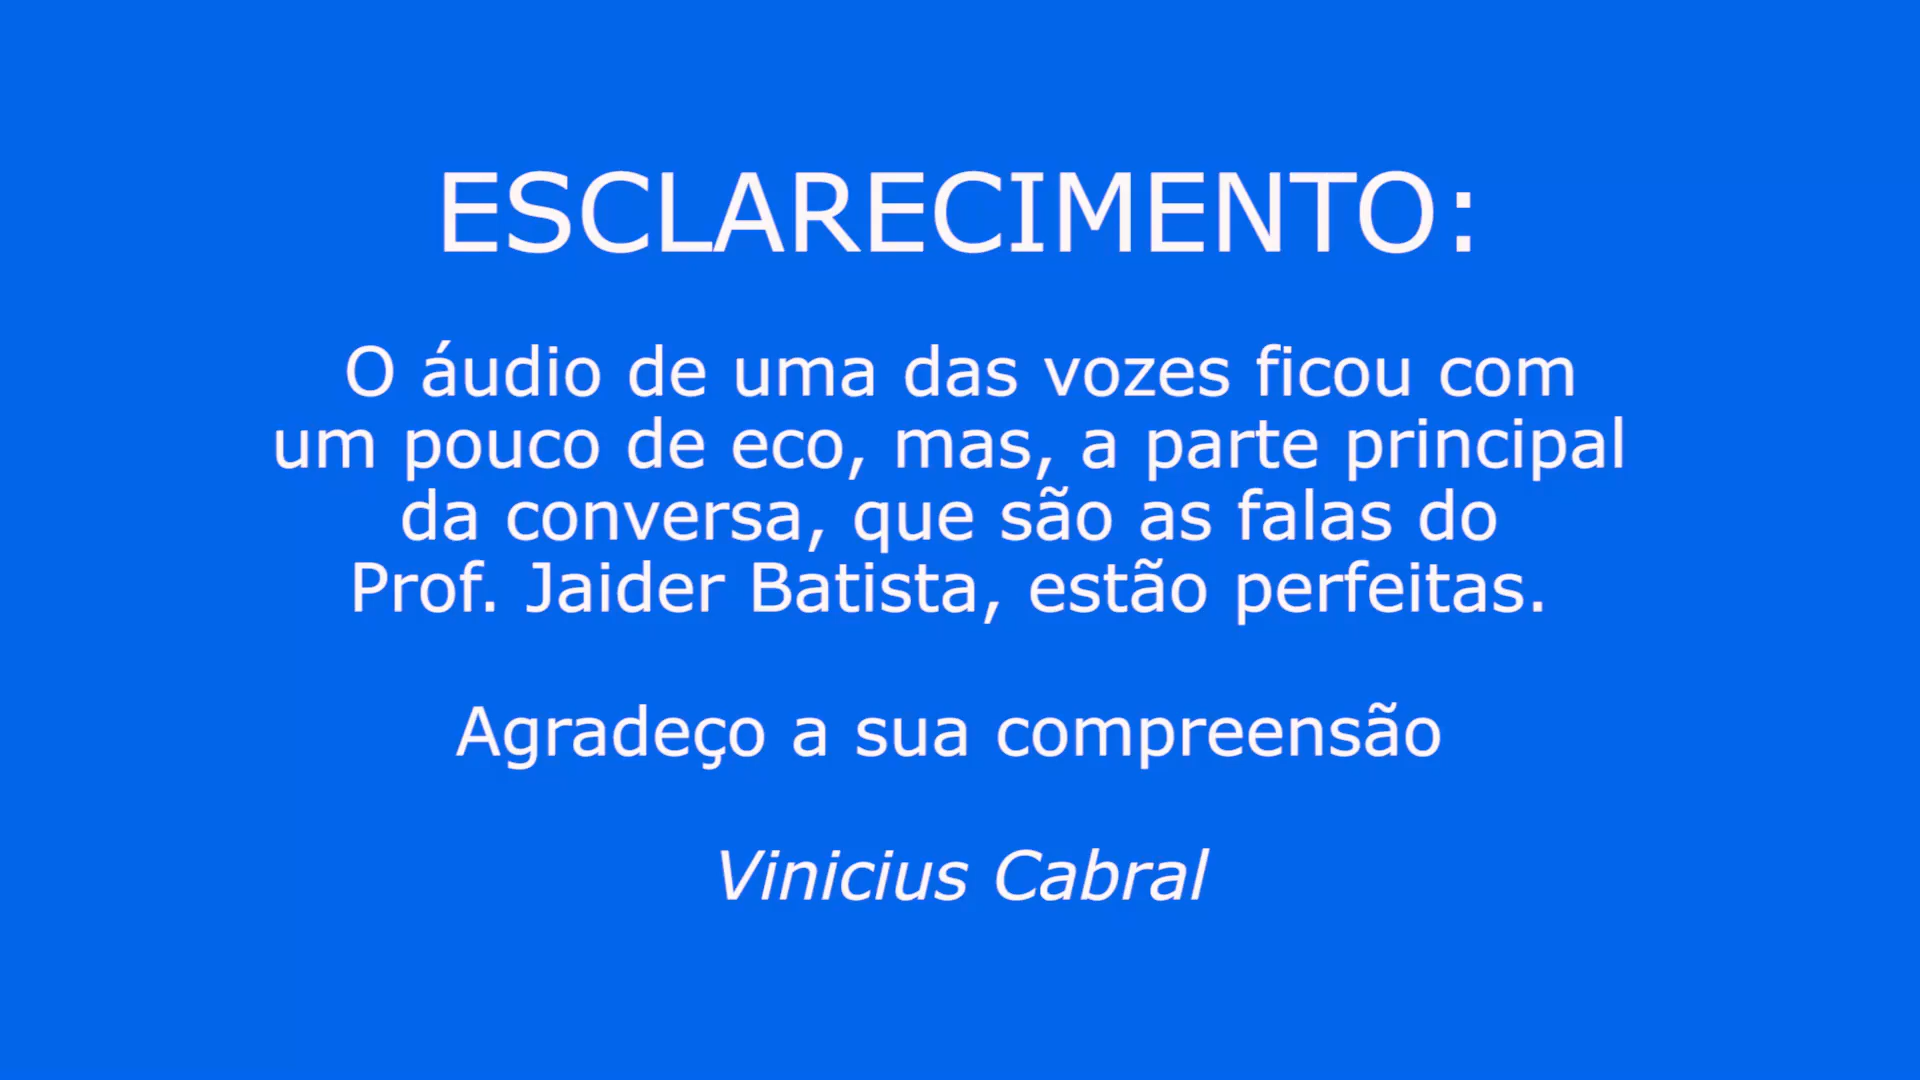 ESCLARECIMENTO:
O áudio de uma das vozes ficou com
um pouco de eco, mas, a parte principal
da conversa, que são as falas do
Prof. Jaider Batista, estão perfeitas.
Agradeço a sua compreensão
Vinicius Cabral